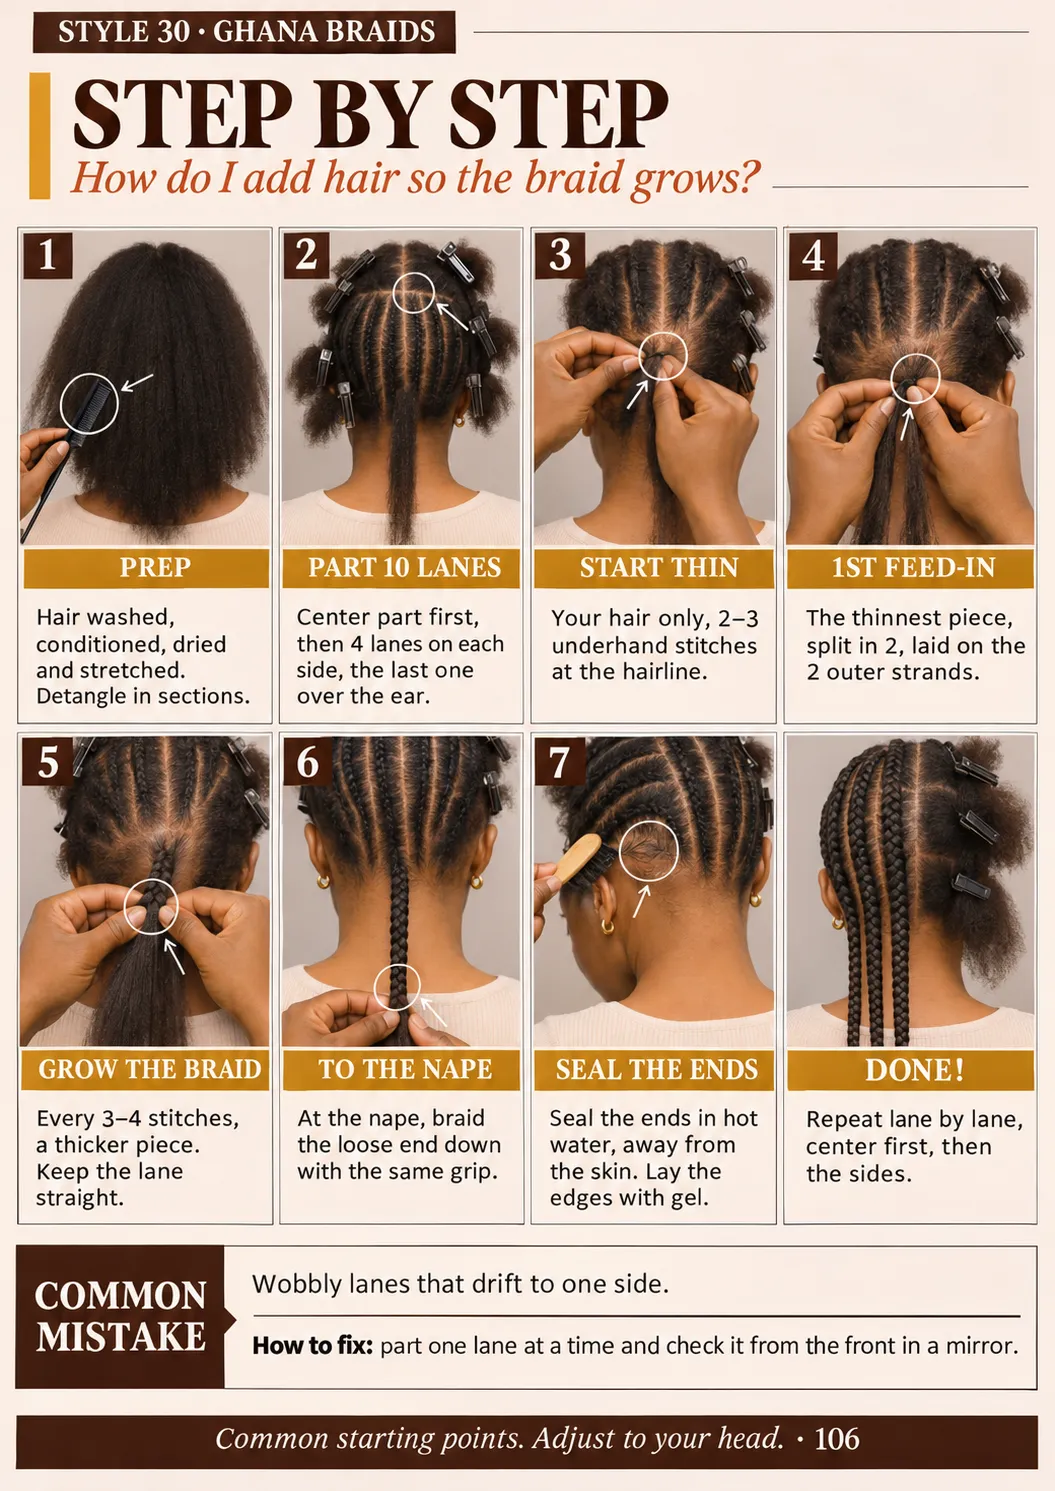 STYLE 30 · GHANA BRAIDS
STEP BY STEP
How do I add hair so the braid grows?
1
PREP
Hair washed,
conditioned, dried
and stretched.
Detangle in sections.
2
PART 10 LANES
Center part first,
then 4 lanes on each
side, the last one
over the ear.
3
START THIN
Your hair only, 2–3
underhand stitches
at the hairline.
4
1ST FEED-IN
The thinnest piece,
split in 2, laid on the
2 outer strands.
5
GROW THE BRAID
Every 3–4 stitches,
a thicker piece.
Keep the lane
straight.
6
TO THE NAPE
At the nape, braid
the loose end down
with the same grip.
7
SEAL THE ENDS
Seal the ends in hot
water, away from
the skin. Lay the
edges with gel.
DONE!
Repeat lane by lane,
center first, then
the sides.
COMMON
MISTAKE
Wobbly lanes that drift to one side.
How to fix: part one lane at a time and check it from the front in a mirror.
Common starting points. Adjust to your head. · 106